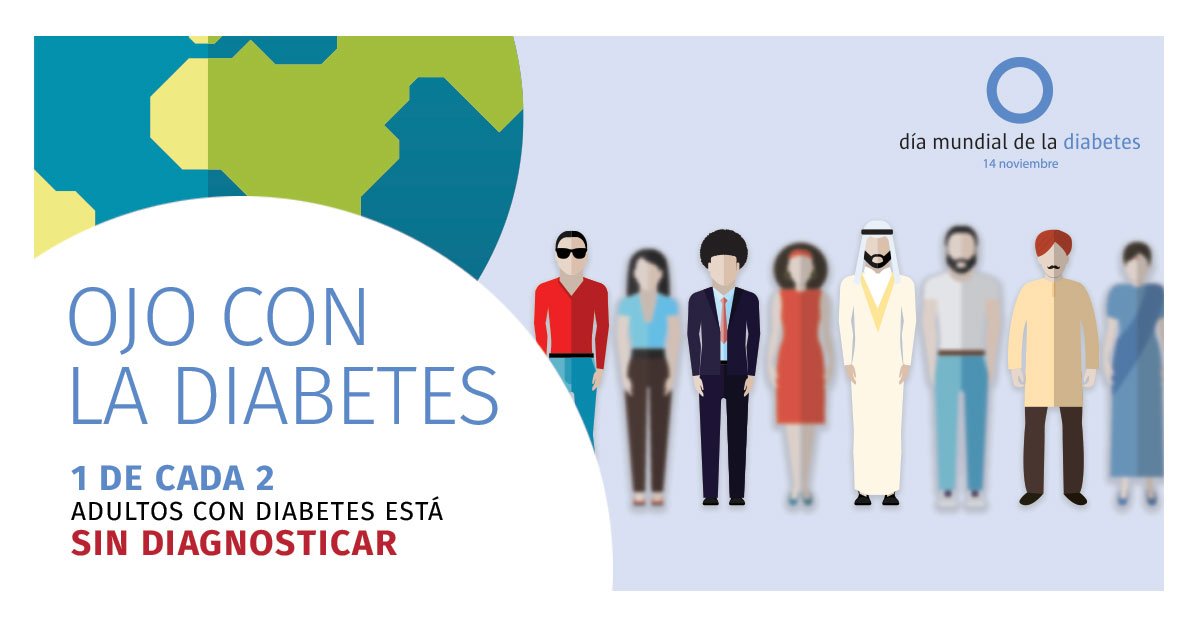 OJO CON
LA DIABETES
1 DE CADA 2
ADULTOS CON DIABETES ESTÁ
SIN DIAGNOSTICAR
día mundial de la diabetes
14 noviembre